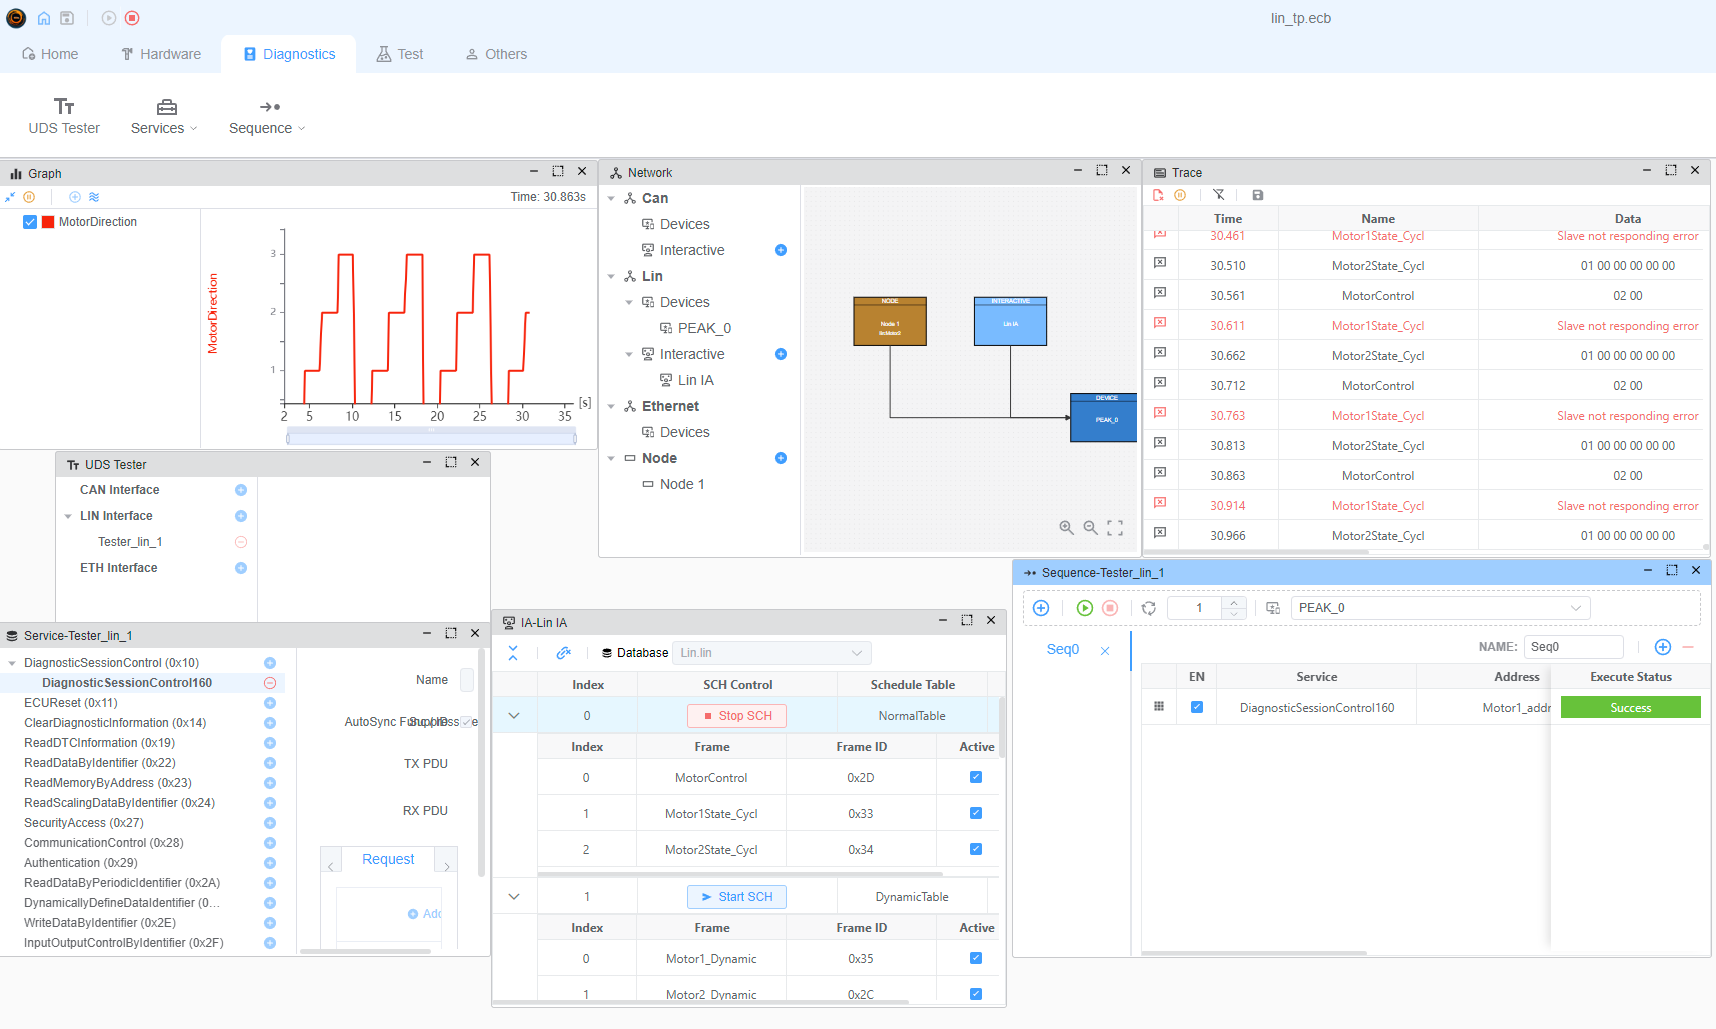 lin_tp.ecb
Home
Hardware
Diagnostics
Test
Others
UDS Tester
Services
Sequence
Graph
Time: 30.863s
MotorDirection
MotorDirection
3
2
1
2
5
10
15
20
25
30
35
[s]
Network
Can
Devices
Interactive
Lin
Devices
PEAK_0
Interactive
Lin IA
Ethernet
Devices
Node
Node 1
NODE
Node 1
lin:Motor2
INTERACTIVE
Lin IA
DEVICE
PEAK_0
Trace
Time Name Data
30.461 Motor1State_Cycl Slave not responding error
30.510 Motor2State_Cycl 01 00 00 00 00 00
30.561 MotorControl 02 00
30.611 Motor1State_Cycl Slave not responding error
30.662 Motor2State_Cycl 01 00 00 00 00 00
30.712 MotorControl 02 00
30.763 Motor1State_Cycl Slave not responding error
30.813 Motor2State_Cycl 01 00 00 00 00 00
30.863 MotorControl 02 00
30.914 Motor1State_Cycl Slave not responding error
30.966 Motor2State_Cycl 01 00 00 00 00 00
UDS Tester
CAN Interface
LIN Interface
Tester_lin_1
ETH Interface
Service-Tester_lin_1
DiagnosticSessionControl (0x10)
DiagnosticSessionControl160
ECUReset (0x11)
ClearDiagnosticInformation (0x14)
ReadDTCInformation (0x19)
ReadDataByIdentifier (0x22)
ReadMemoryByAddress (0x23)
ReadScalingDataByIdentifier (0x24)
SecurityAccess (0x27)
CommunicationControl (0x28)
Authentication (0x29)
ReadDataByPeriodicIdentifier (0x2A)
DynamicallyDefineDataIdentifier (0...
WriteDataByIdentifier (0x2E)
InputOutputControlByIdentifier (0x2F)
Name
AutoSync
TX PDU
RX PDU
Request
IA-Lin IA
Database Lin.lin
Index SCH Control Schedule Table
0 Stop SCH NormalTable
Index Frame Frame ID Active
0 MotorControl 0x2D
1 Motor1State_Cycl 0x33
2 Motor2State_Cycl 0x34
1 Start SCH DynamicTable
Index Frame Frame ID Active
0 Motor1_Dynamic 0x35
1 Motor2_Dynamic 0x2C
Sequence-Tester_lin_1
1 PEAK_0
Seq0
NAME: Seq0
EN Service Address Execute Status
DiagnosticSessionControl160 Motor1_addr Success